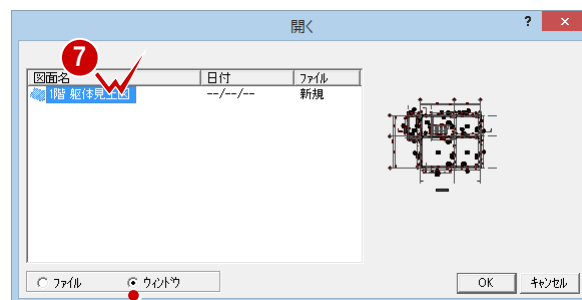 開く
?
×
7
図面名 日付 ファイル
1階 躯体見上図 --/--/-- 新規
ファイル ウィンドウ
OK キャンセル